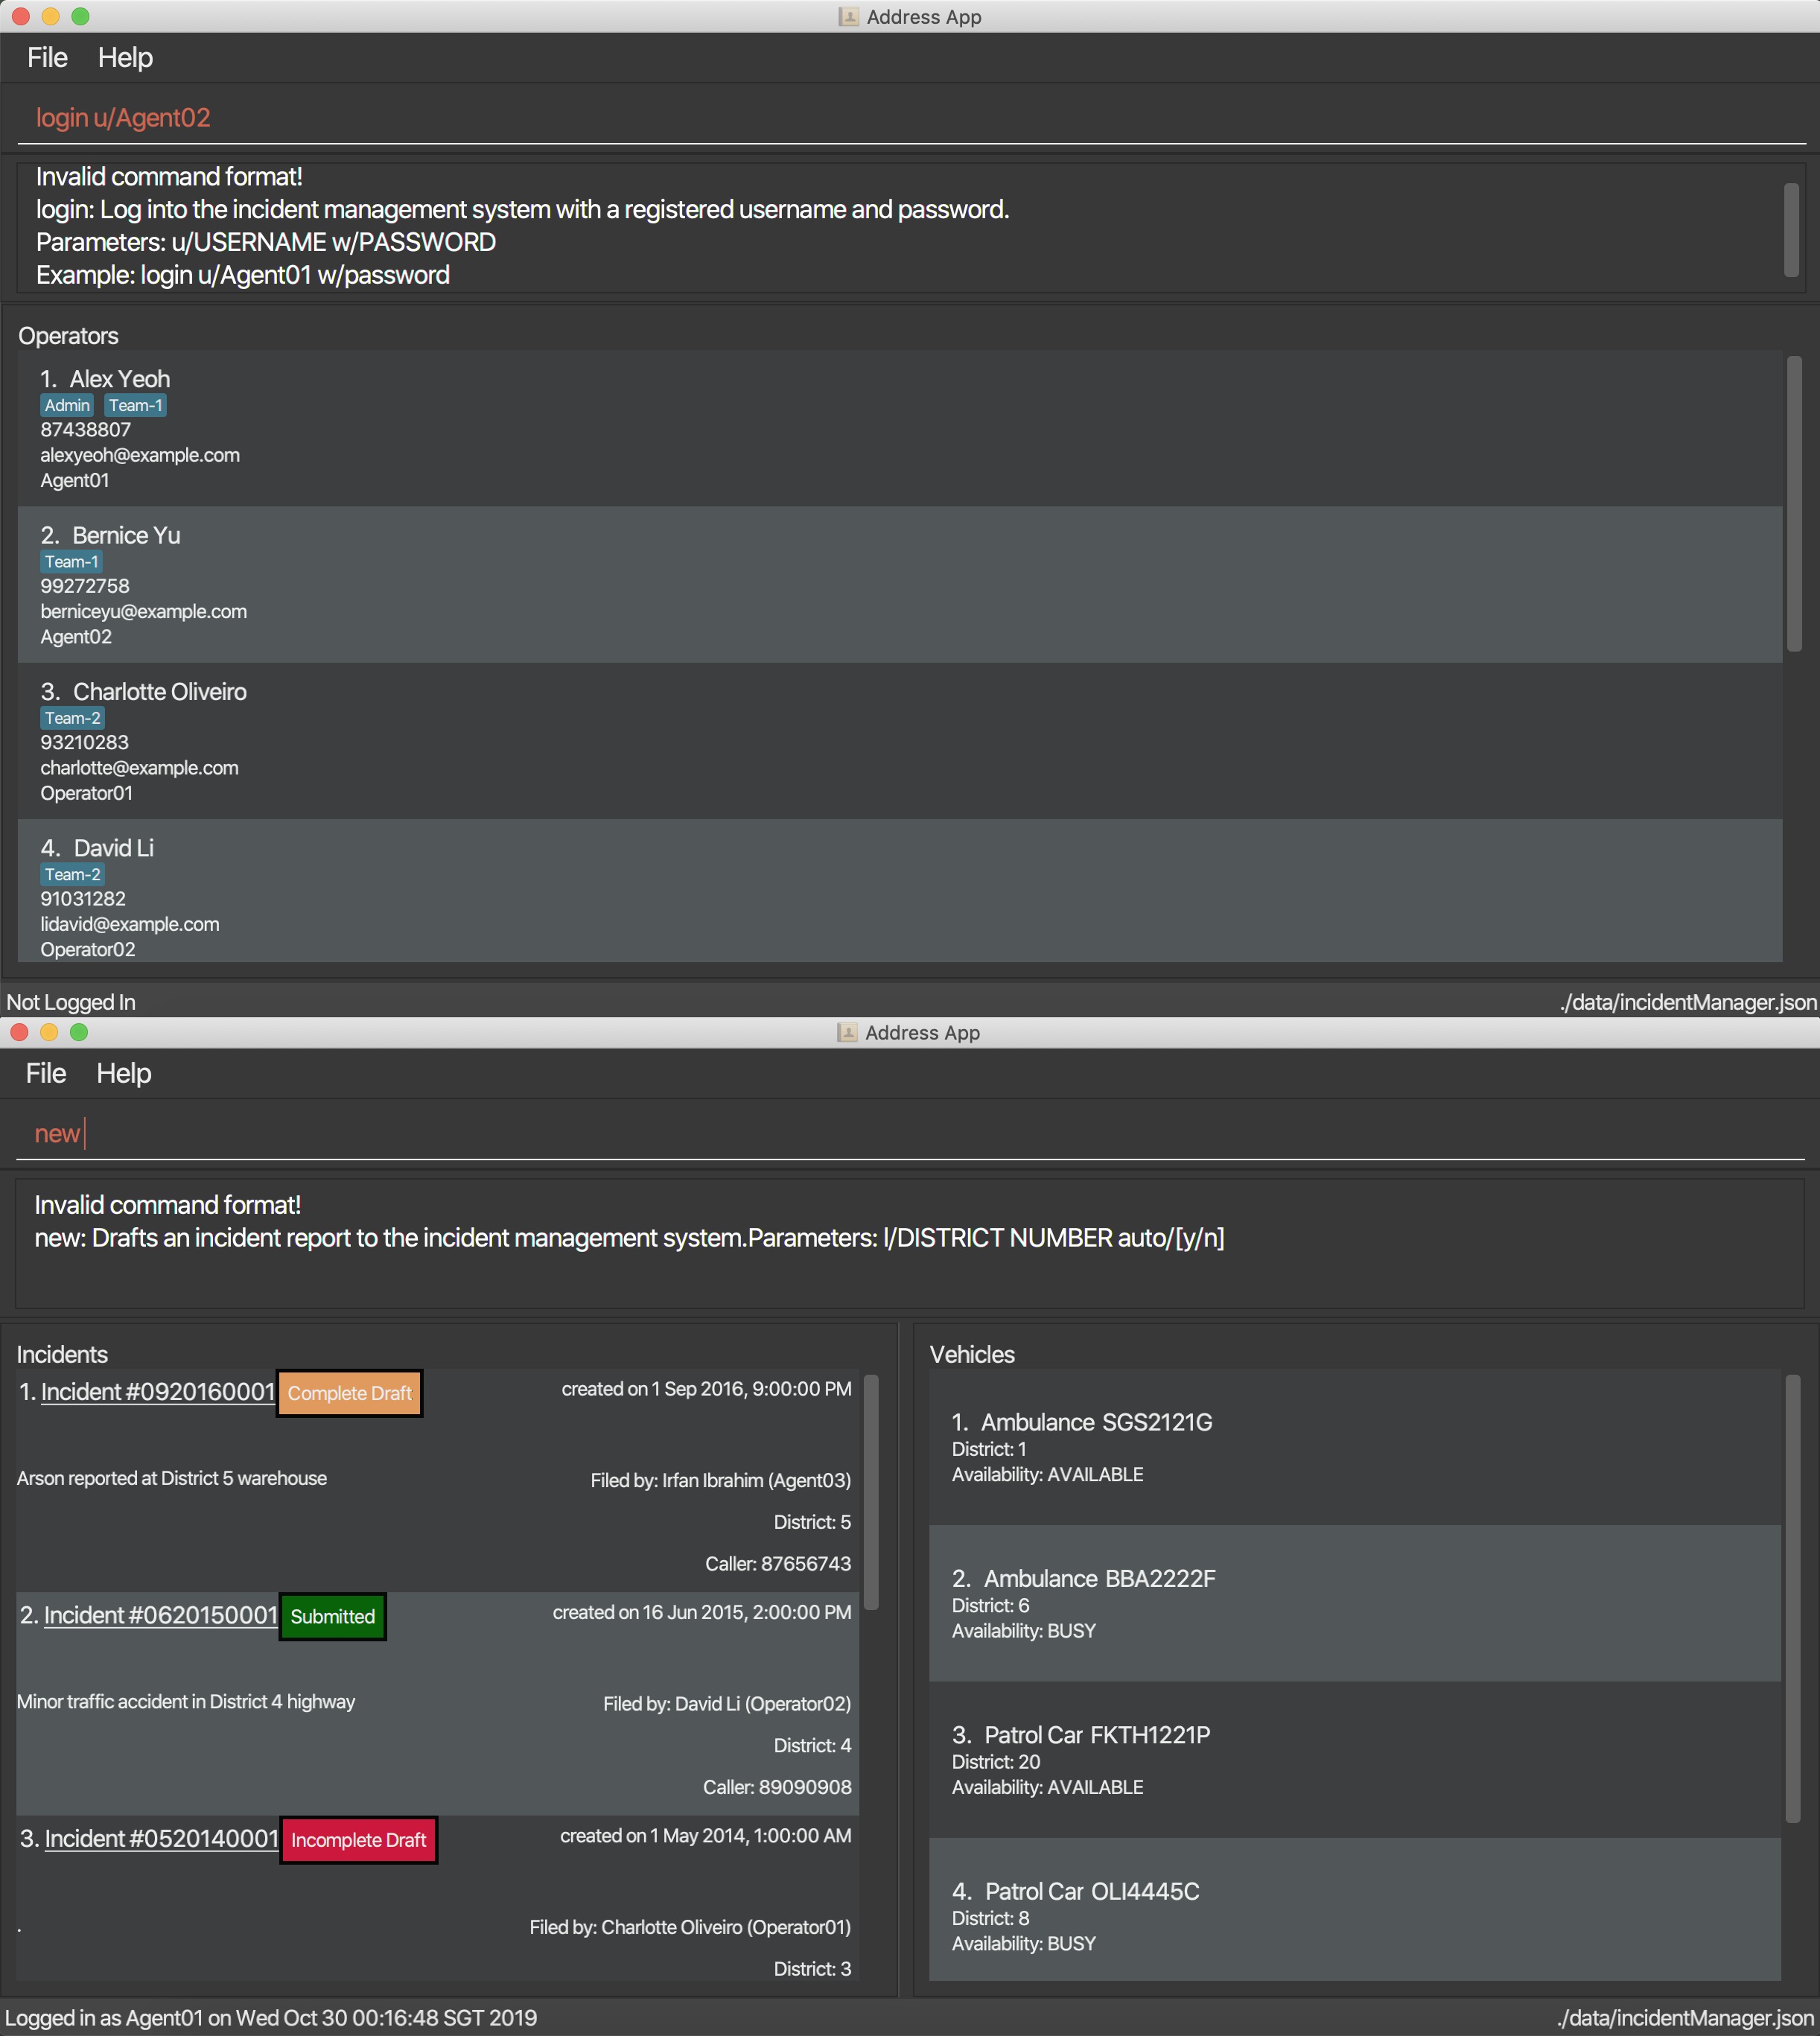 Address App
File Help
login u/Agent02
Invalid command format!
login: Log into the incident management system with a registered username and password.
Parameters: u/USERNAME w/PASSWORD
Example: login u/Agent01 w/password
Operators
1. Alex Yeoh
Admin Team-1
87438807
alexyeoh@example.com
Agent01
2. Bernice Yu
Team-1
99272758
berniceyu@example.com
Agent02
3. Charlotte Oliveiro
Team-2
93210283
charlotte@example.com
Operator01
4. David Li
Team-2
91031282
lidavid@example.com
Operator02
Not Logged In ./data/incidentManager.json
Address App
File Help
new
Invalid command format!
new: Drafts an incident report to the incident management system.Parameters: l/DISTRICT NUMBER auto/[y/n]
Incidents
1. Incident #0920160001 Complete Draft created on 1 Sep 2016, 9:00:00 PM
Arson reported at District 5 warehouse Filed by: Irfan Ibrahim (Agent03)
District: 5
Caller: 87656743
2. Incident #0620150001 Submitted created on 16 Jun 2015, 2:00:00 PM
Minor traffic accident in District 4 highway Filed by: David Li (Operator02)
District: 4
Caller: 89090908
3. Incident #0520140001 Incomplete Draft created on 1 May 2014, 1:00:00 AM
. Filed by: Charlotte Oliveiro (Operator01)
District: 3
Vehicles
1. Ambulance SGS2121G
District: 1
Availability: AVAILABLE
2. Ambulance BBA2222F
District: 6
Availability: BUSY
3. Patrol Car FKTH1221P
District: 20
Availability: AVAILABLE
4. Patrol Car OLI4445C
District: 8
Availability: BUSY
Logged in as Agent01 on Wed Oct 30 00:16:48 SGT 2019 ./data/incidentManager.json